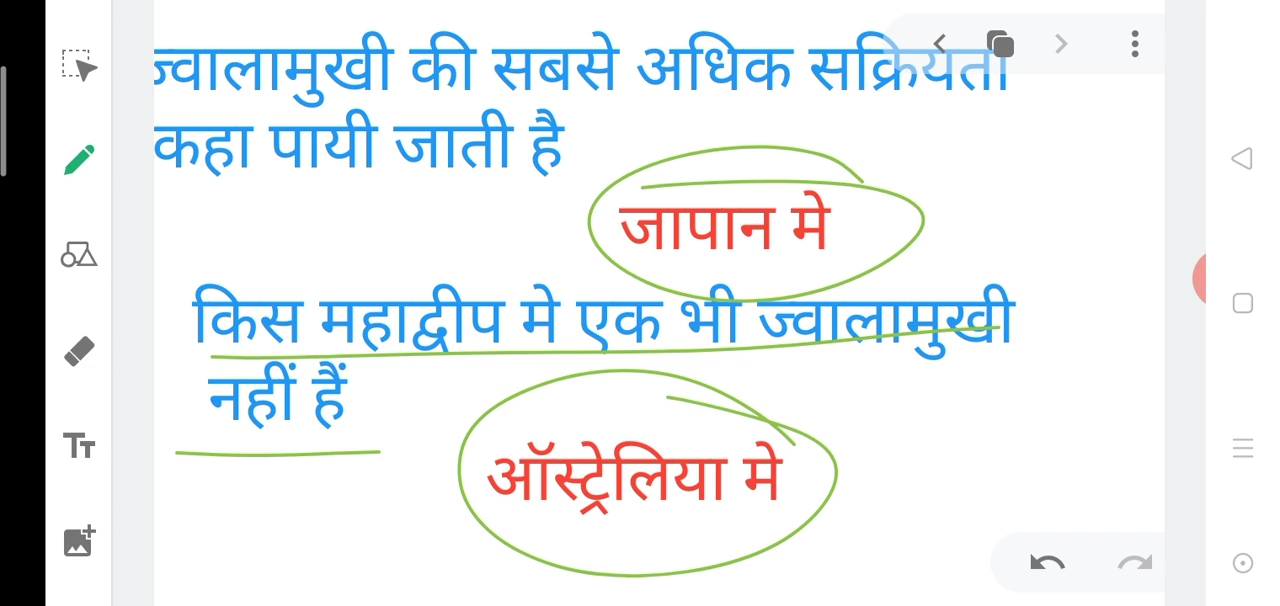 ज्वालामुखी की सबसे अधिक सक्रियता
कहा पायी जाती है
जापान मे
किस महाद्वीप मे एक भी ज्वालामुखी
नहीं हैं
ऑस्ट्रेलिया मे